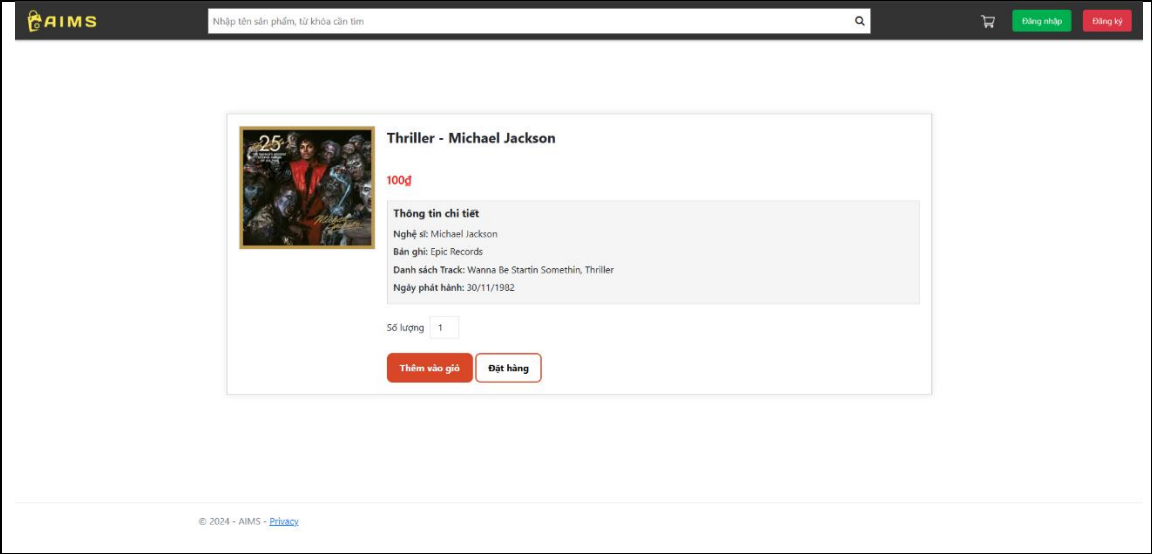 AIMS
Nhập tên sản phẩm, từ khóa cần tìm
Đăng nhập
Đăng ký
25
Thriller - Michael Jackson
100₫
Thông tin chi tiết
Nghệ sĩ: Michael Jackson
Bản ghi: Epic Records
Danh sách Track: Wanna Be Startin Somethin, Thriller
Ngày phát hành: 30/11/1982
Số lượng 1
Thêm vào giỏ
Đặt hàng
© 2024 - AIMS - Privacy